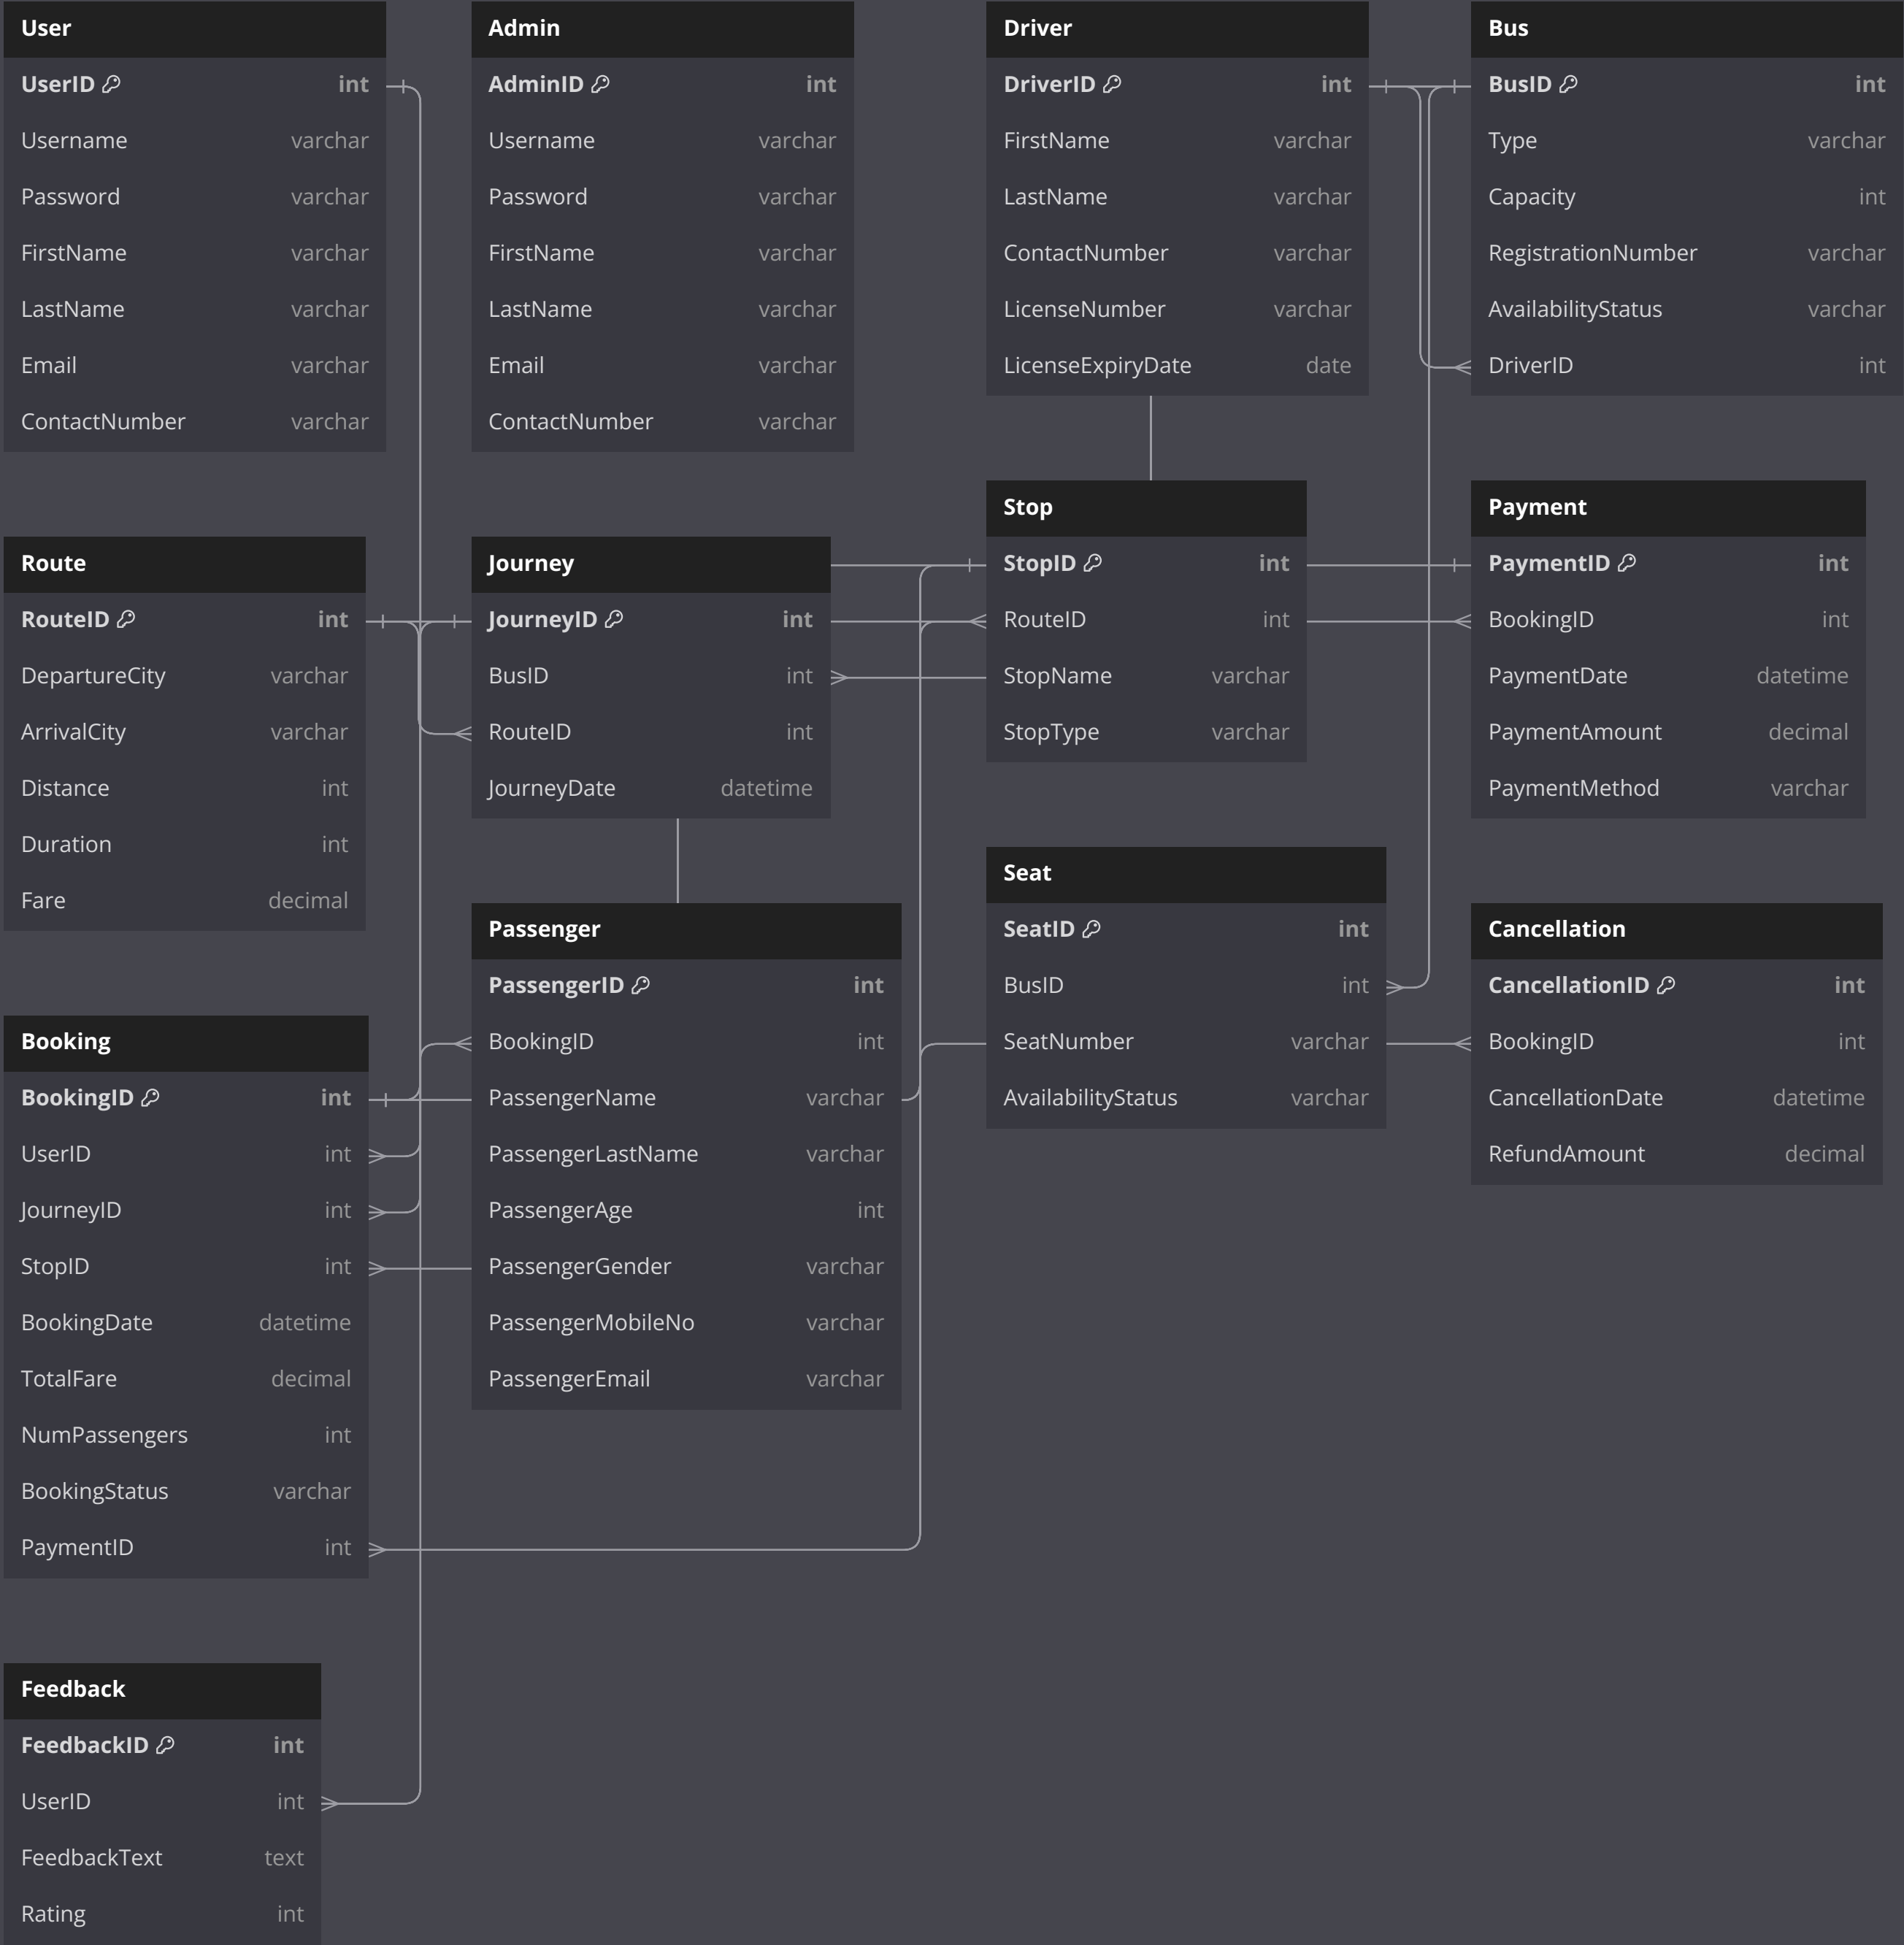 User
UserID int
Username varchar
Password varchar
FirstName varchar
LastName varchar
Email varchar
ContactNumber varchar
Admin
AdminID int
Username varchar
Password varchar
FirstName varchar
LastName varchar
Email varchar
ContactNumber varchar
Driver
DriverID int
FirstName varchar
LastName varchar
ContactNumber varchar
LicenseNumber varchar
LicenseExpiryDate date
Bus
BusID int
Type varchar
Capacity int
RegistrationNumber varchar
AvailabilityStatus varchar
DriverID int
Route
RouteID int
DepartureCity varchar
ArrivalCity varchar
Distance int
Duration int
Fare decimal
Journey
JourneyID int
BusID int
RouteID int
JourneyDate datetime
Stop
StopID int
RouteID int
StopName varchar
StopType varchar
Payment
PaymentID int
BookingID int
PaymentDate datetime
PaymentAmount decimal
PaymentMethod varchar
Booking
BookingID int
UserID int
JourneyID int
StopID int
BookingDate datetime
TotalFare decimal
NumPassengers int
BookingStatus varchar
PaymentID int
Passenger
PassengerID int
BookingID int
PassengerName varchar
PassengerLastName varchar
PassengerAge int
PassengerGender varchar
PassengerMobileNo varchar
PassengerEmail varchar
Seat
SeatID int
BusID int
SeatNumber varchar
AvailabilityStatus varchar
Cancellation
CancellationID int
BookingID int
CancellationDate datetime
RefundAmount decimal
Feedback
FeedbackID int
UserID int
FeedbackText text
Rating int